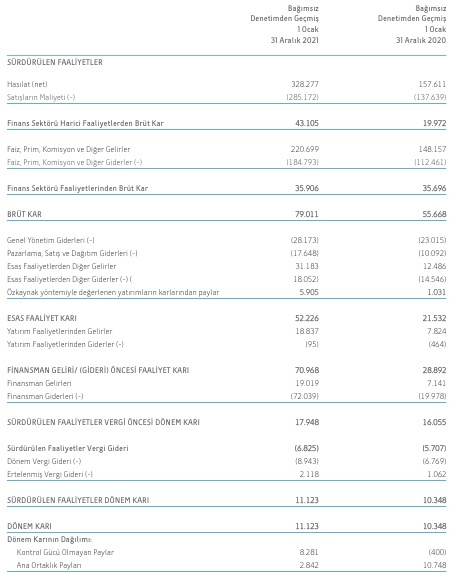 Bağımsız Bağımsız
Denetimden Geçmiş Denetimden Geçmiş
1 Ocak 1 Ocak
31 Aralık 2021 31 Aralık 2020
SÜRDÜRÜLEN FAALİYETLER
Hasılat (net) 328.277 157.611
Satışların Maliyeti (-) (285.172) (137.639)
Finans Sektörü Harici Faaliyetlerden Brüt Kar 43.105 19.972
Faiz, Prim, Komisyon ve Diğer Gelirler 220.699 148.157
Faiz, Prim, Komisyon ve Diğer Giderler (-) (184.793) (112.461)
Finans Sektörü Faaliyetlerinden Brüt Kar 35.906 35.696
BRÜT KAR 79.011 55.668
Genel Yönetim Giderleri (-) (28.173) (23.015)
Pazarlama, Satış ve Dağıtım Giderleri (-) (17.648) (10.092)
Esas Faaliyetlerden Diğer Gelirler 31.183 12.486
Esas Faaliyetlerden Diğer Giderler (-) ( 18.052) (14.546)
Özkaynak yöntemiyle değerlenen yatırımların karlarından paylar 5.905 1.031
ESAS FAALİYET KARI 52.226 21.532
Yatırım Faaliyetlerinden Gelirler 18.837 7.824
Yatırım Faaliyetlerinden Giderler (-) (95) (464)
FİNANSMAN GELİRİ/ (GİDERİ) ÖNCESİ FAALİYET KARI 70.968 28.892
Finansman Gelirleri 19.019 7.141
Finansman Giderleri (-) (72.039) (19.978)
SÜRDÜRÜLEN FAALİYETLER VERGİ ÖNCESİ DÖNEM KARI 17.948 16.055
Sürdürülen Faaliyetler Vergi Gideri (6.825) (5.707)
Dönem Vergi Gideri (-) (8.943) (6.769)
Ertelenmiş Vergi Gideri (-) 2.118 1.062
SÜRDÜRÜLEN FAALİYETLER DÖNEM KARI 11.123 10.348
DÖNEM KARI 11.123 10.348
Dönem Karının Dağılımı:
Kontrol Gücü Olmayan Paylar 8.281 (400)
Ana Ortaklık Payları 2.842 10.748